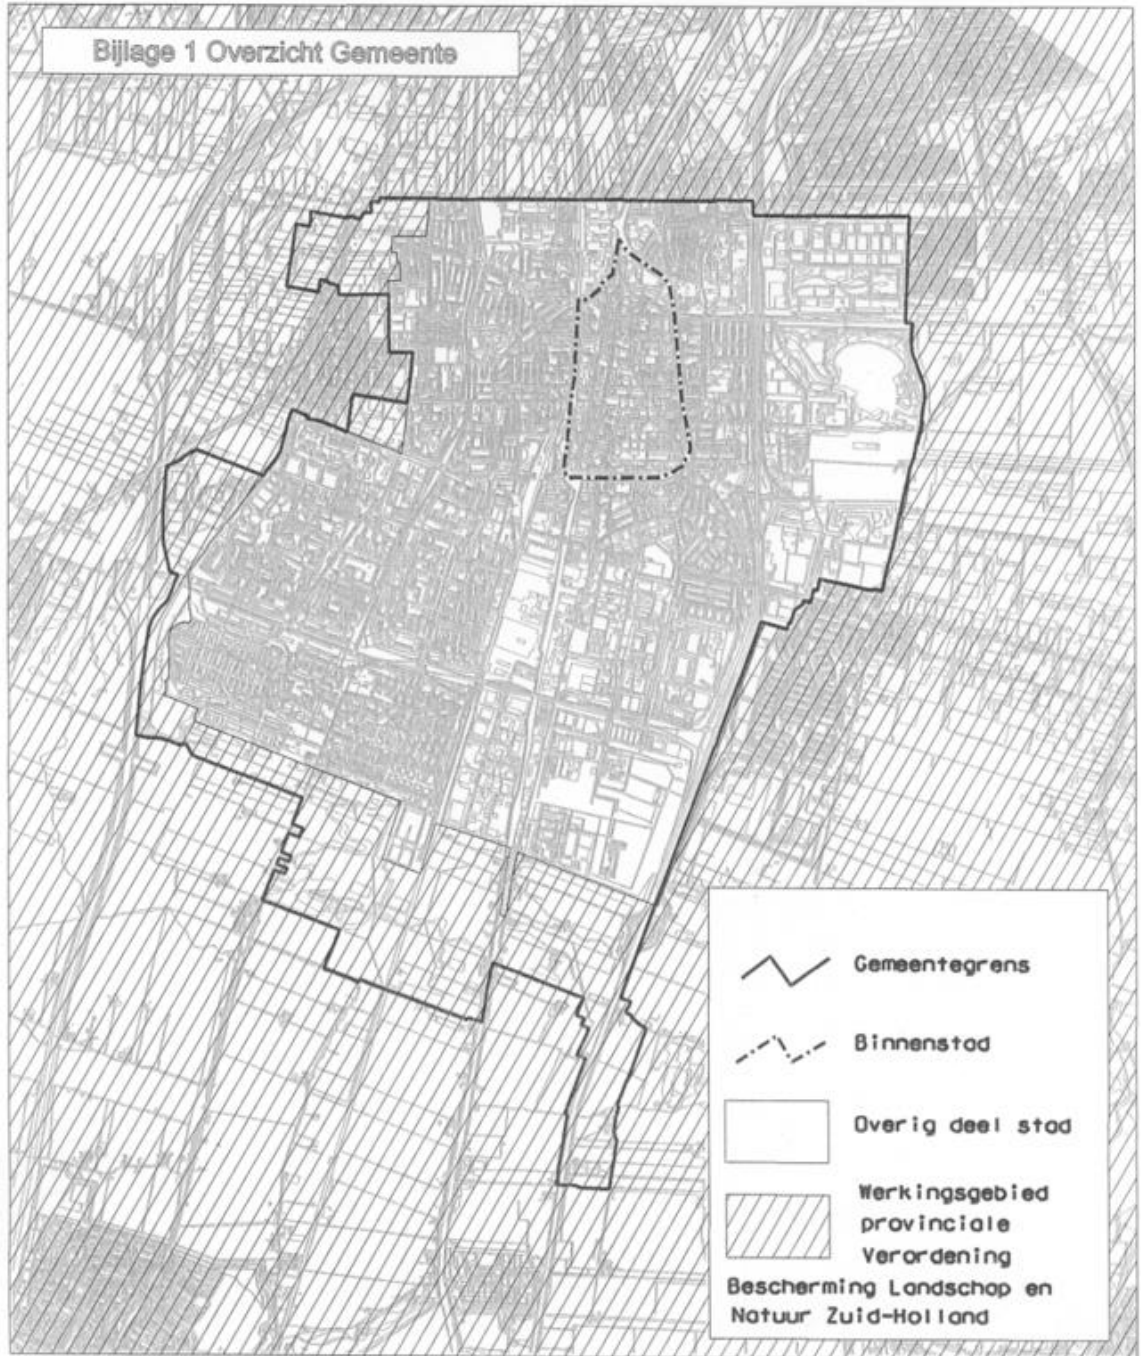 Bijlage 1 Overzicht Gemeente
Gemeentegrens
Binnenstad
Overig deel stad
Werkingsgebied
provinciale
Verordening
Bescherming Landschap en
Natuur Zuid-Holland